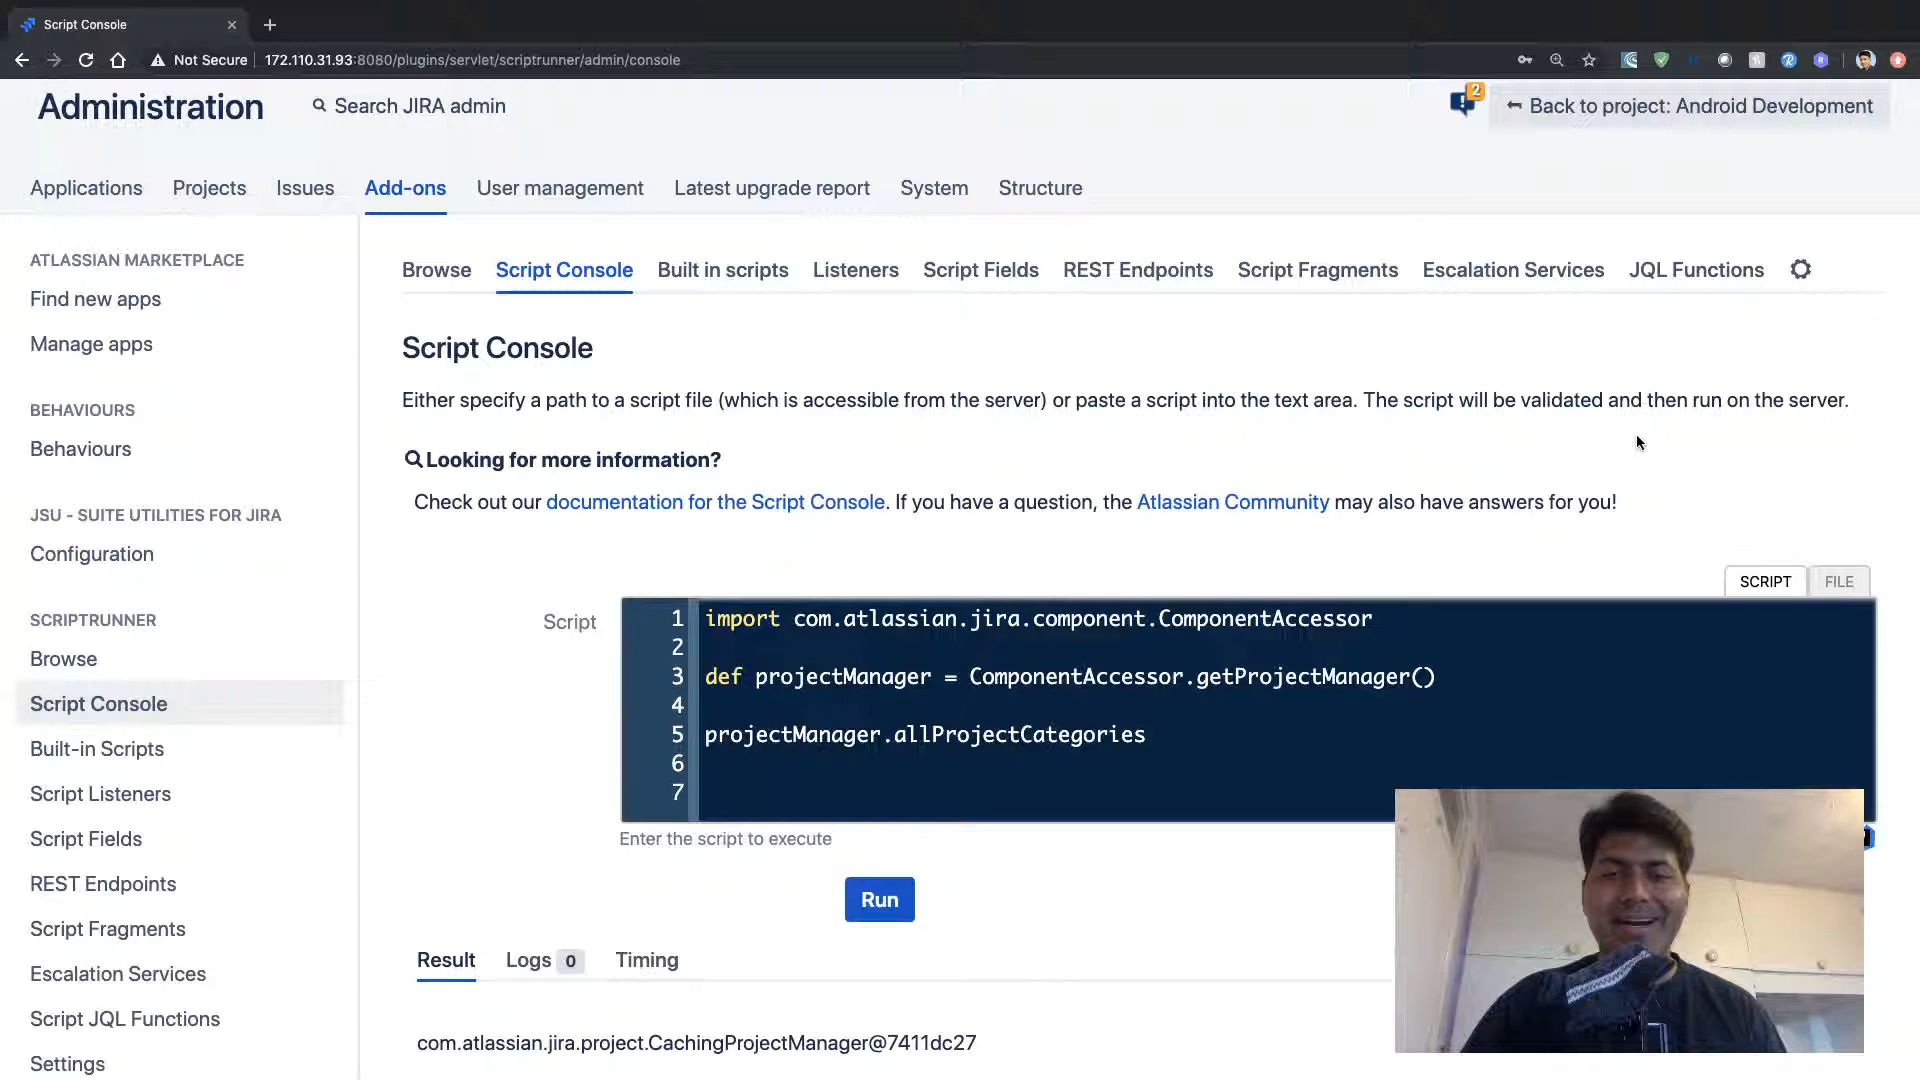 Script Console
Not Secure
172.110.31.93:8080/plugins/servlet/scriptrunner/admin/console
Administration
Search JIRA admin
2
Back to project: Android Development
Applications
Projects
Issues
Add-ons
User management
Latest upgrade report
System
Structure
ATLASSIAN MARKETPLACE
Find new apps
Manage apps
BEHAVIOURS
Behaviours
JSU - SUITE UTILITIES FOR JIRA
Configuration
SCRIPTRUNNER
Browse
Script Console
Built-in Scripts
Script Listeners
Script Fields
REST Endpoints
Script Fragments
Escalation Services
Script JQL Functions
Settings
Browse
Script Console
Built in scripts
Listeners
Script Fields
REST Endpoints
Script Fragments
Escalation Services
JQL Functions
Script Console
Either specify a path to a script file (which is accessible from the server) or paste a script into the text area. The script will be validated and then run on the server.
Looking for more information?
Check out our documentation for the Script Console. If you have a question, the Atlassian Community may also have answers for you!
SCRIPT
FILE
Script
1 import com.atlassian.jira.component.ComponentAccessor
2
3 def projectManager = ComponentAccessor.getProjectManager()
4
5 projectManager.allProjectCategories
6
7
Enter the script to execute
Run
Result
Logs 0
Timing
com.atlassian.jira.project.CachingProjectManager@7411dc27